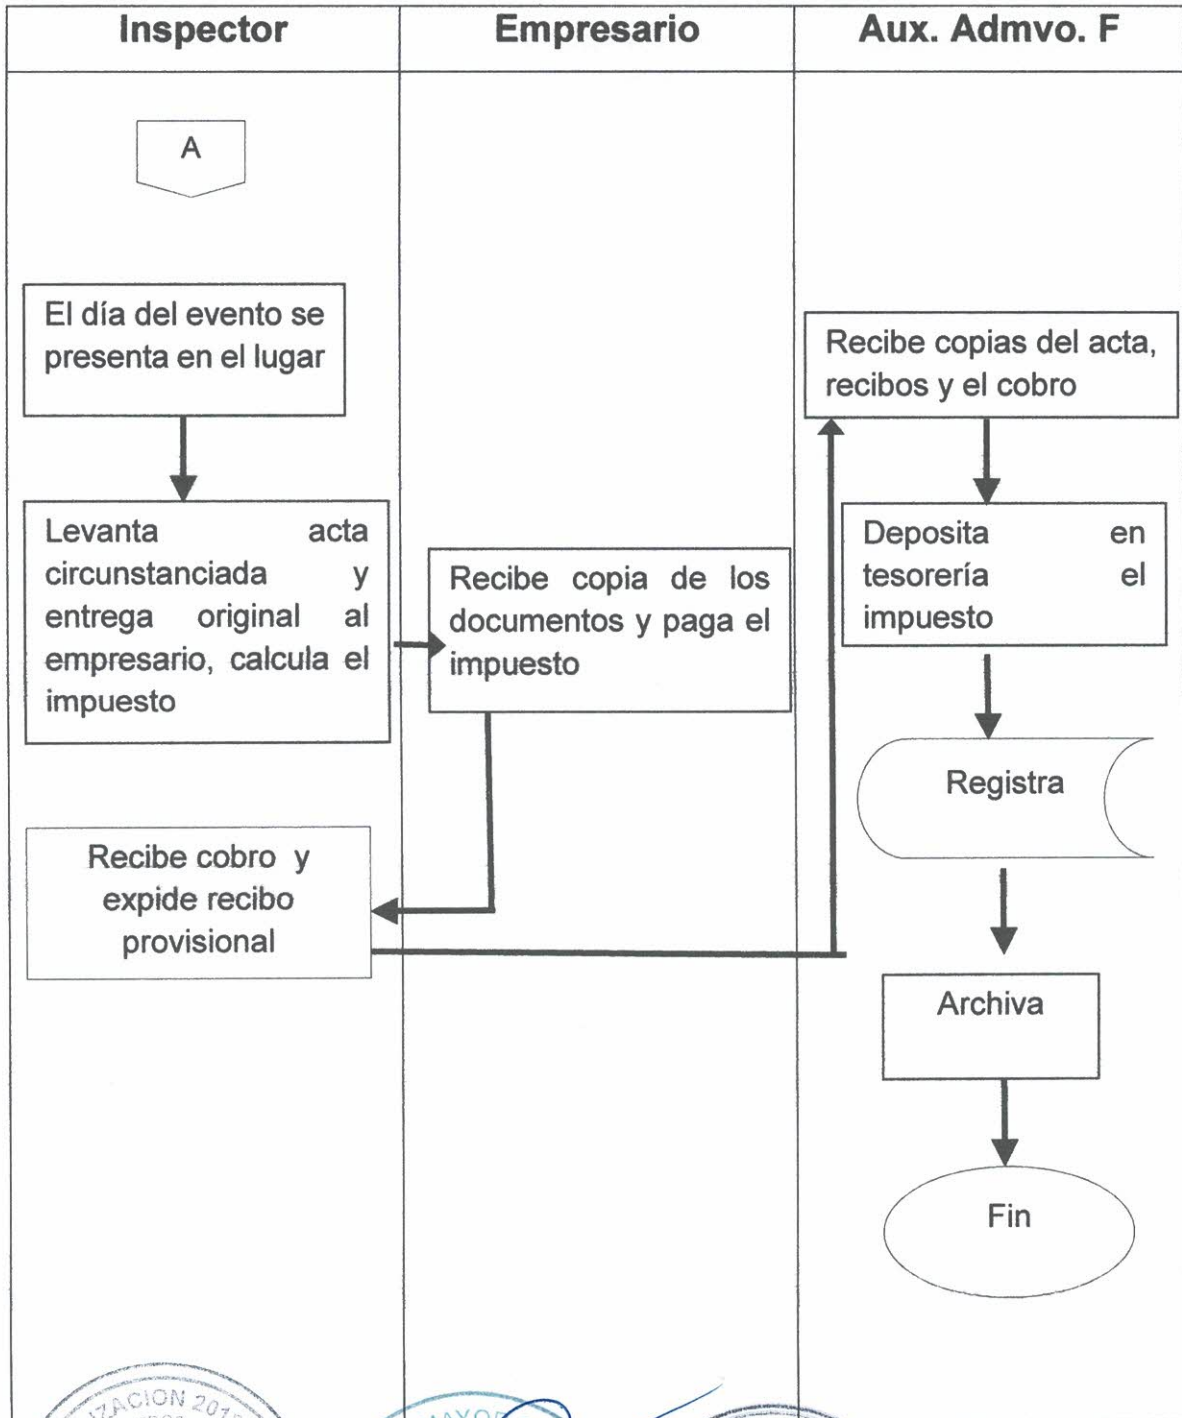 Inspector
Empresario
Aux. Admvo. F
A
El día del evento se
presenta en el lugar
Levanta acta
circunstanciada y
entrega original al
empresario, calcula el
impuesto
Recibe copia de los
documentos y paga el
impuesto
Recibe cobro y
expide recibo
provisional
Recibe copias del acta,
recibos y el cobro
Deposita en
tesorería el
impuesto
Registra
Archiva
Fin